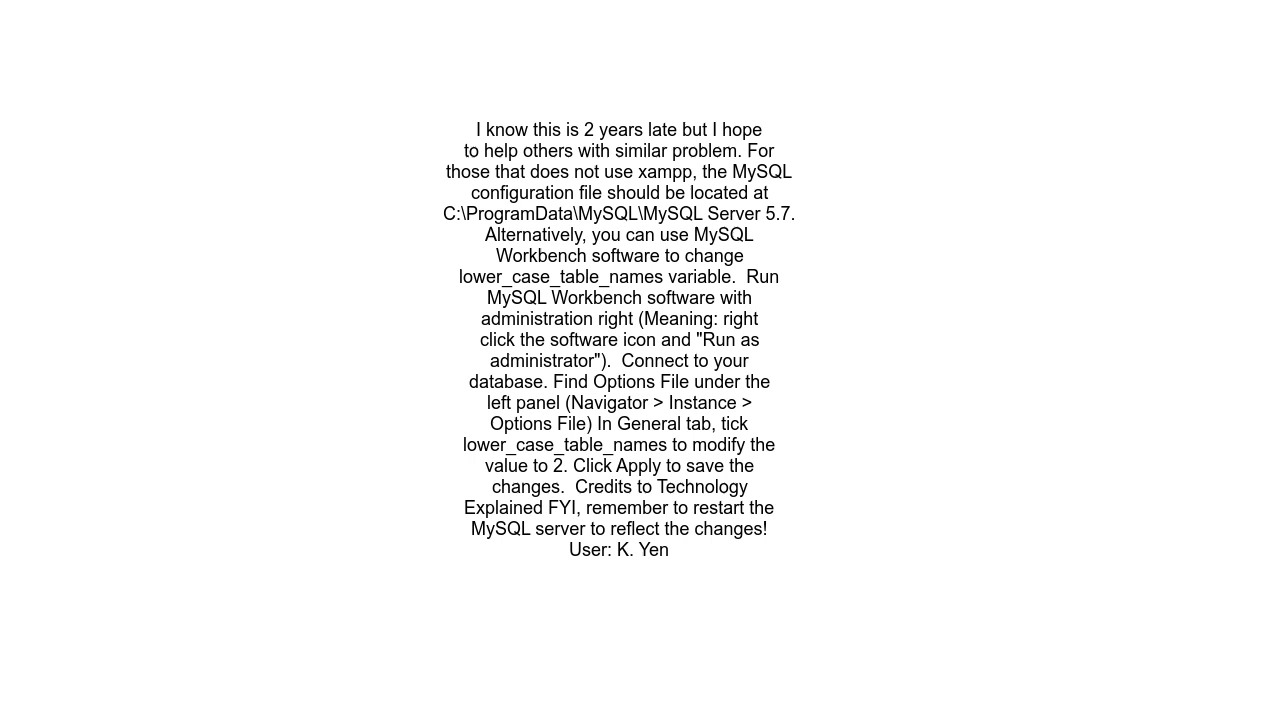 I know this is 2 years late but I hope
to help others with similar problem. For
those that does not use xampp, the MySQL
configuration file should be located at
C:\ProgramData\MySQL\MySQL Server 5.7.
Alternatively, you can use MySQL
Workbench software to change
lower_case_table_names variable.  Run
MySQL Workbench software with
administration right (Meaning: right
click the software icon and "Run as
administrator").  Connect to your
database. Find Options File under the
left panel (Navigator > Instance >
Options File) In General tab, tick
lower_case_table_names to modify the
value to 2. Click Apply to save the
changes.  Credits to Technology
Explained FYI, remember to restart the
MySQL server to reflect the changes!
User: K. Yen